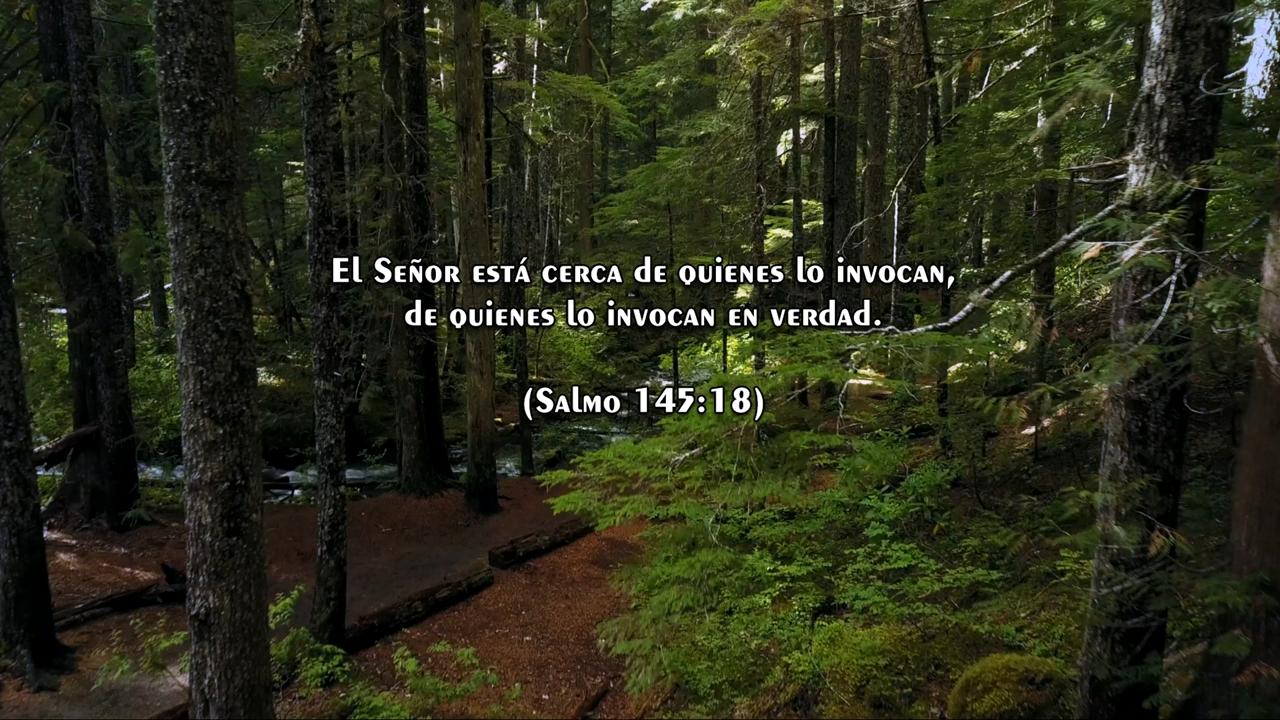 El Señor está cerca de quienes lo invocan,
de quienes lo invocan en verdad.
(Salmo 145:18)